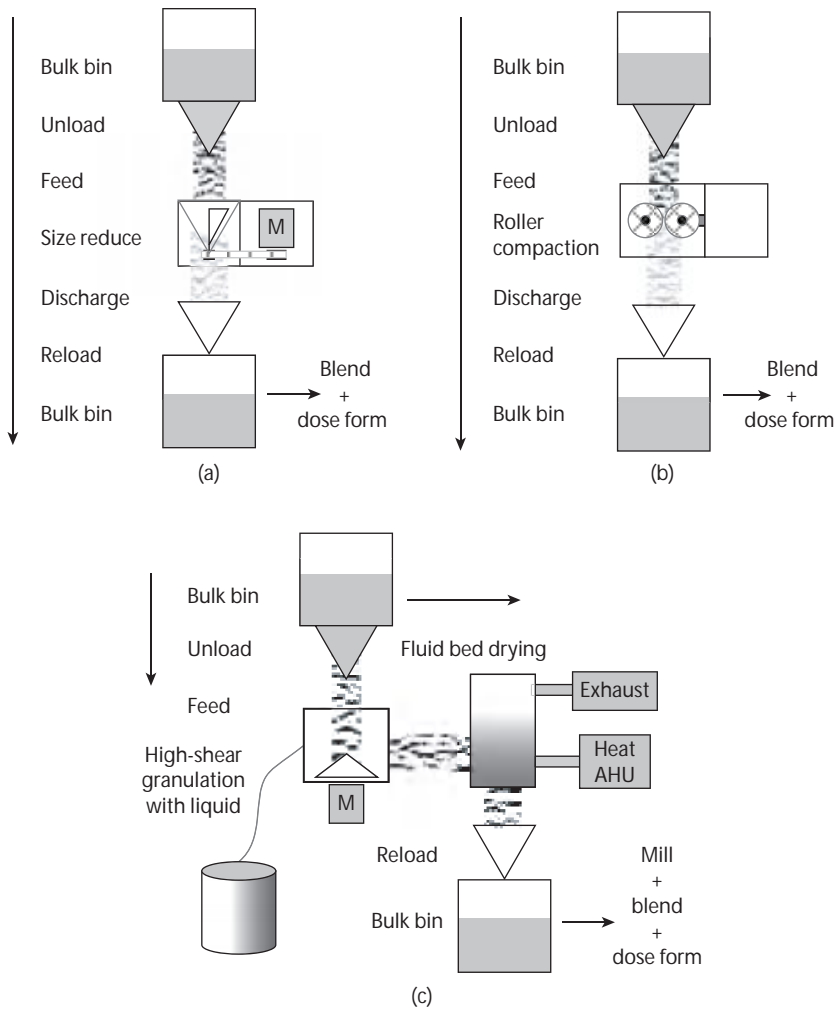 Bulk bin
Unload
Feed
Size reduce
M
Discharge
Reload
Bulk bin
Blend
+
dose form
(a)
Bulk bin
Unload
Feed
Roller
compaction
Discharge
Reload
Bulk bin
Blend
+
dose form
(b)
Bulk bin
Unload
Fluid bed drying
Feed
Exhaust
High-shear
granulation
with liquid
Heat
AHU
M
Reload
Bulk bin
Mill
+
blend
+
dose form
(c)